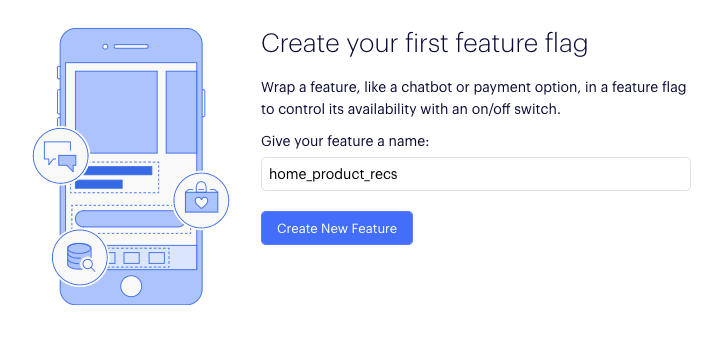 Create your first feature flag
Wrap a feature, like a chatbot or payment option, in a feature flag
to control its availability with an on/off switch.
Give your feature a name:
home_product_recs
Create New Feature